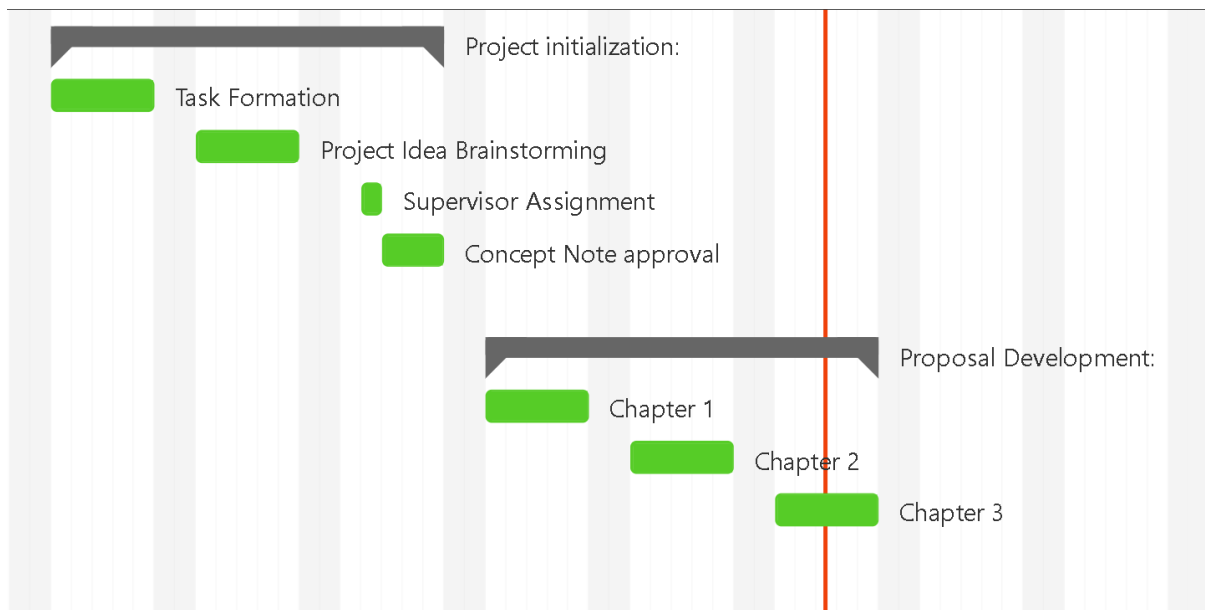 Project initialization:
Task Formation
Project Idea Brainstorming
Supervisor Assignment
Concept Note approval
Proposal Development:
Chapter 1
Chapter 2
Chapter 3